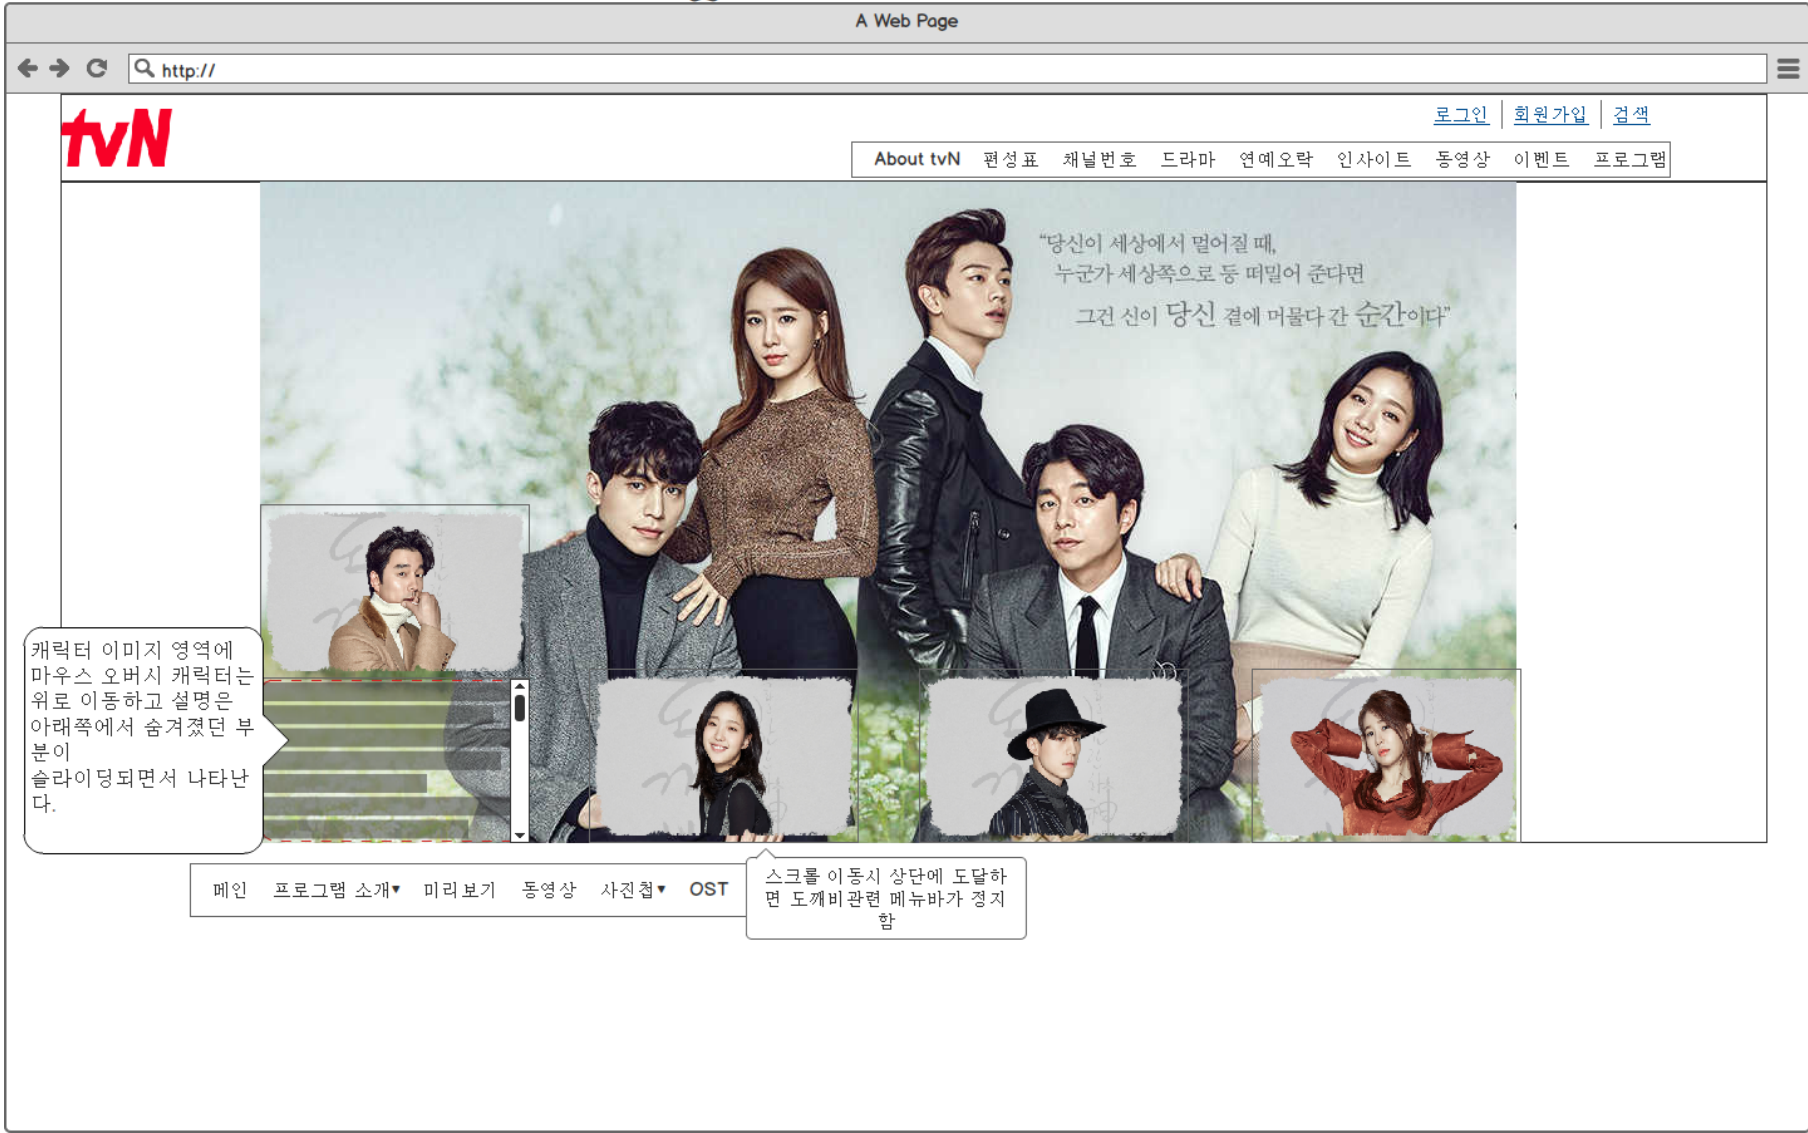 A Web Page
http://
tvN
로그인 회원가입 검색
About tvN 편성표 채널번호 드라마 연예오락 인사이트 동영상 이벤트 프로그램
“당신이 세상에서 멀어질 때,
누군가 세상쪽으로 등 떠밀어 준다면
그건 신이 당신 곁에 머물다 간 순간이다”
캐릭터 이미지 영역에
마우스 오버시 캐릭터는
위로 이동하고 설명은
아래쪽에서 숨겨졌던 부
분이
슬라이딩되면서 나타난
다.
메인 프로그램 소개▾ 미리보기 동영상 사진첩▾ OST
스크롤 이동시 상단에 도달하
면 도깨비관련 메뉴바가 정지
함